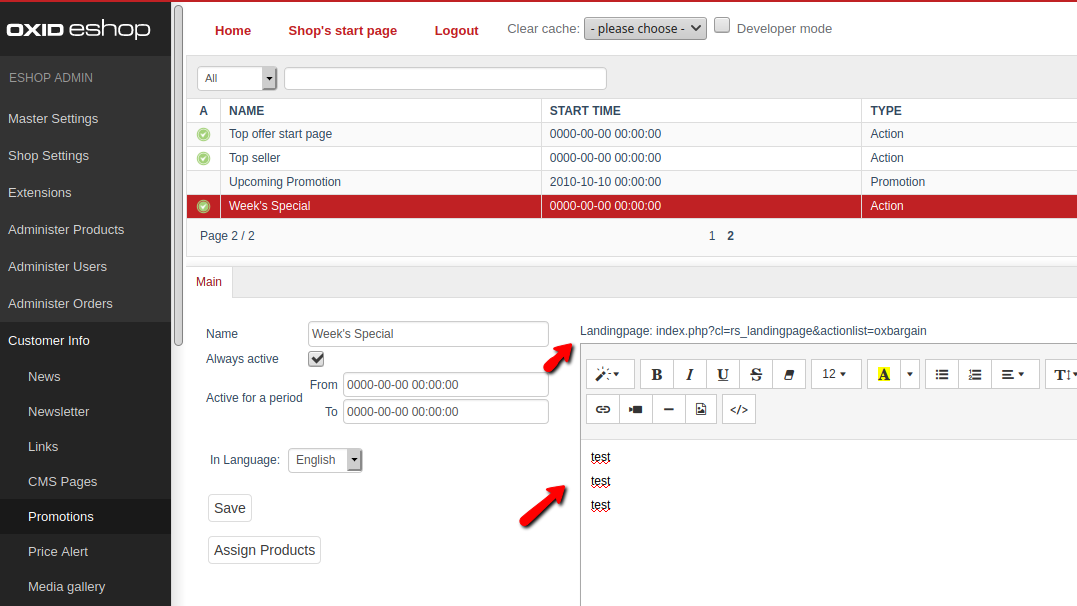 OXID eshop
Home Shop's start page Logout Clear cache: - please choose - Developer mode
ESHOP ADMIN
Master Settings
Shop Settings
Extensions
Administer Products
Administer Users
Administer Orders
Customer Info
News
Newsletter
Links
CMS Pages
Promotions
Price Alert
Media gallery
All
A NAME START TIME TYPE
Top offer start page 0000-00-00 00:00:00 Action
Top seller 0000-00-00 00:00:00 Action
Upcoming Promotion 2010-10-10 00:00:00 Promotion
Week's Special 0000-00-00 00:00:00 Action
Page 2 / 2 1 2
Main
Name Week's Special
Always active
Active for a period
From 0000-00-00 00:00:00
To 0000-00-00 00:00:00
In Language: English
Save
Assign Products
Landingpage: index.php?cl=rs_landingpage&actionlist=oxbargain
B I U S 12 A T
</>
test
test
test